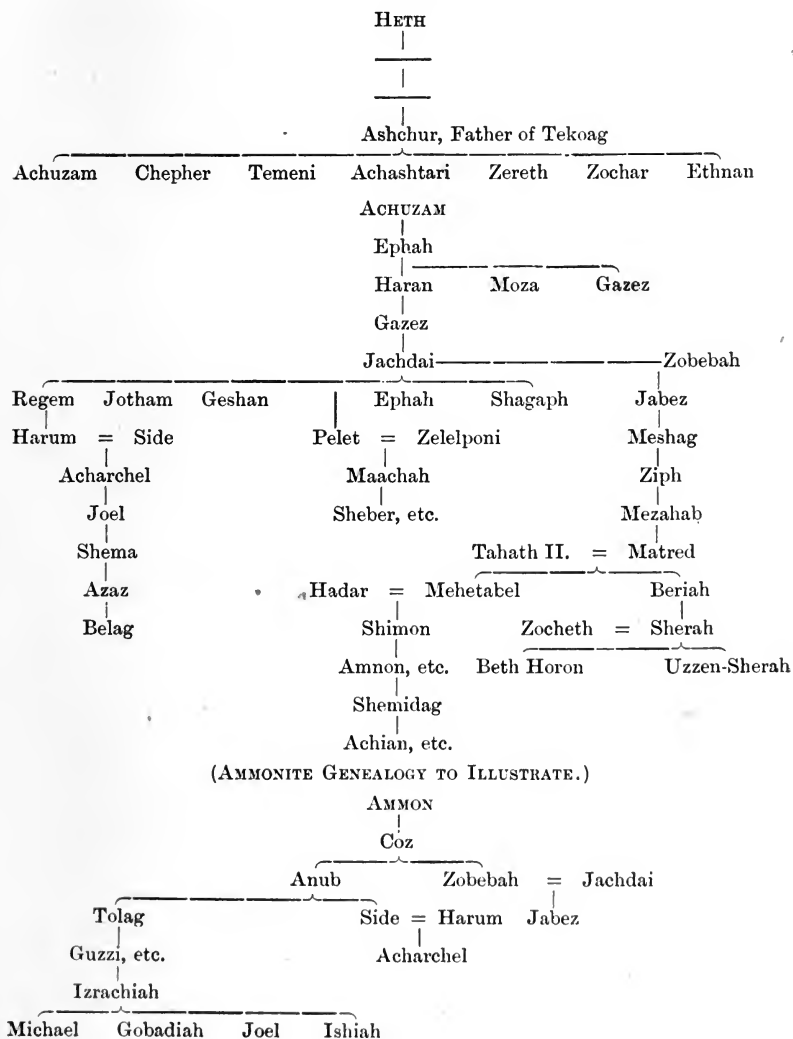 HETH
Ashchur, Father of Tekoag
Achuzam Chepher Temeni Achashtari Zereth Zochar Ethnan
ACHUZAM
Ephah
Haran Moza Gazez
Gazez
Jachdai Zobebah
Regem Jotham Geshan Ephah Shagaph Jabez
Harum = Side Pelet = Zelelponi Meshag
Acharchel Maachah Ziph
Joel Sheber, etc. Mezahab
Shema Tahath II. = Matred
Azaz Hadar = Mehetabel Beriah
Belag Shimon Zocheth = Sherah
Amnon, etc. Beth Horon Uzzen-Sherah
Shemidag
Achian, etc.
(AMMONITE GENEALOGY TO ILLUSTRATE.)
AMMON
Coz
Anub Zobebah = Jachdai
Tolag Side = Harum Jabez
Guzzi, etc. Acharchel
Izrachiah
Michael Gobadiah Joel Ishiah